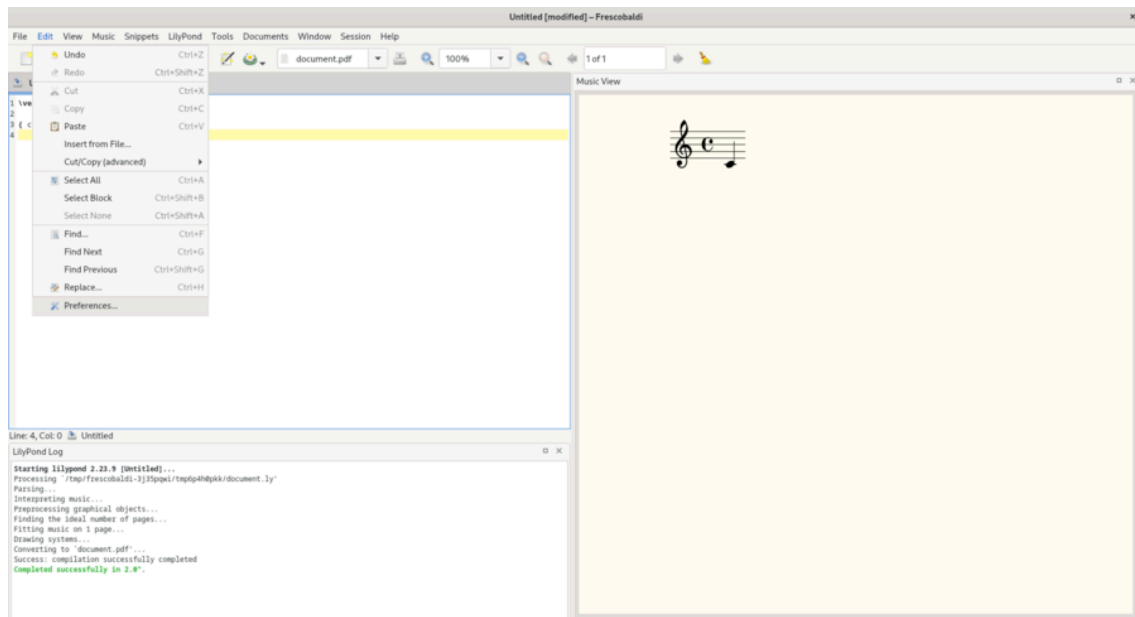 Untitled [modified] – Frescobaldi
File Edit View Music Snippets LilyPond Tools Documents Window Session Help
document.pdf 100% 1 of 1
Undo Ctrl+Z
Redo Ctrl+Shift+Z
Cut Ctrl+X
Copy Ctrl+C
Paste Ctrl+V
Insert from File...
Cut/Copy (advanced)
Select All Ctrl+A
Select Block Ctrl+Shift+B
Select None Ctrl+Shift+A
Find... Ctrl+F
Find Next Ctrl+G
Find Previous Ctrl+Shift+G
Replace... Ctrl+H
Preferences...
1 \ve
2
3 { c
4
Music View
Line: 4, Col: 0 Untitled
LilyPond Log
Starting lilypond 2.23.9 [Untitled]...
Processing `/tmp/frescobaldi-3j35pqwi/tmp6p4h0pkk/document.ly'
Parsing...
Interpreting music...
Preprocessing graphical objects...
Finding the ideal number of pages...
Fitting music on 1 page...
Drawing systems...
Converting to `document.pdf'...
Success: compilation successfully completed
Completed successfully in 2.0".